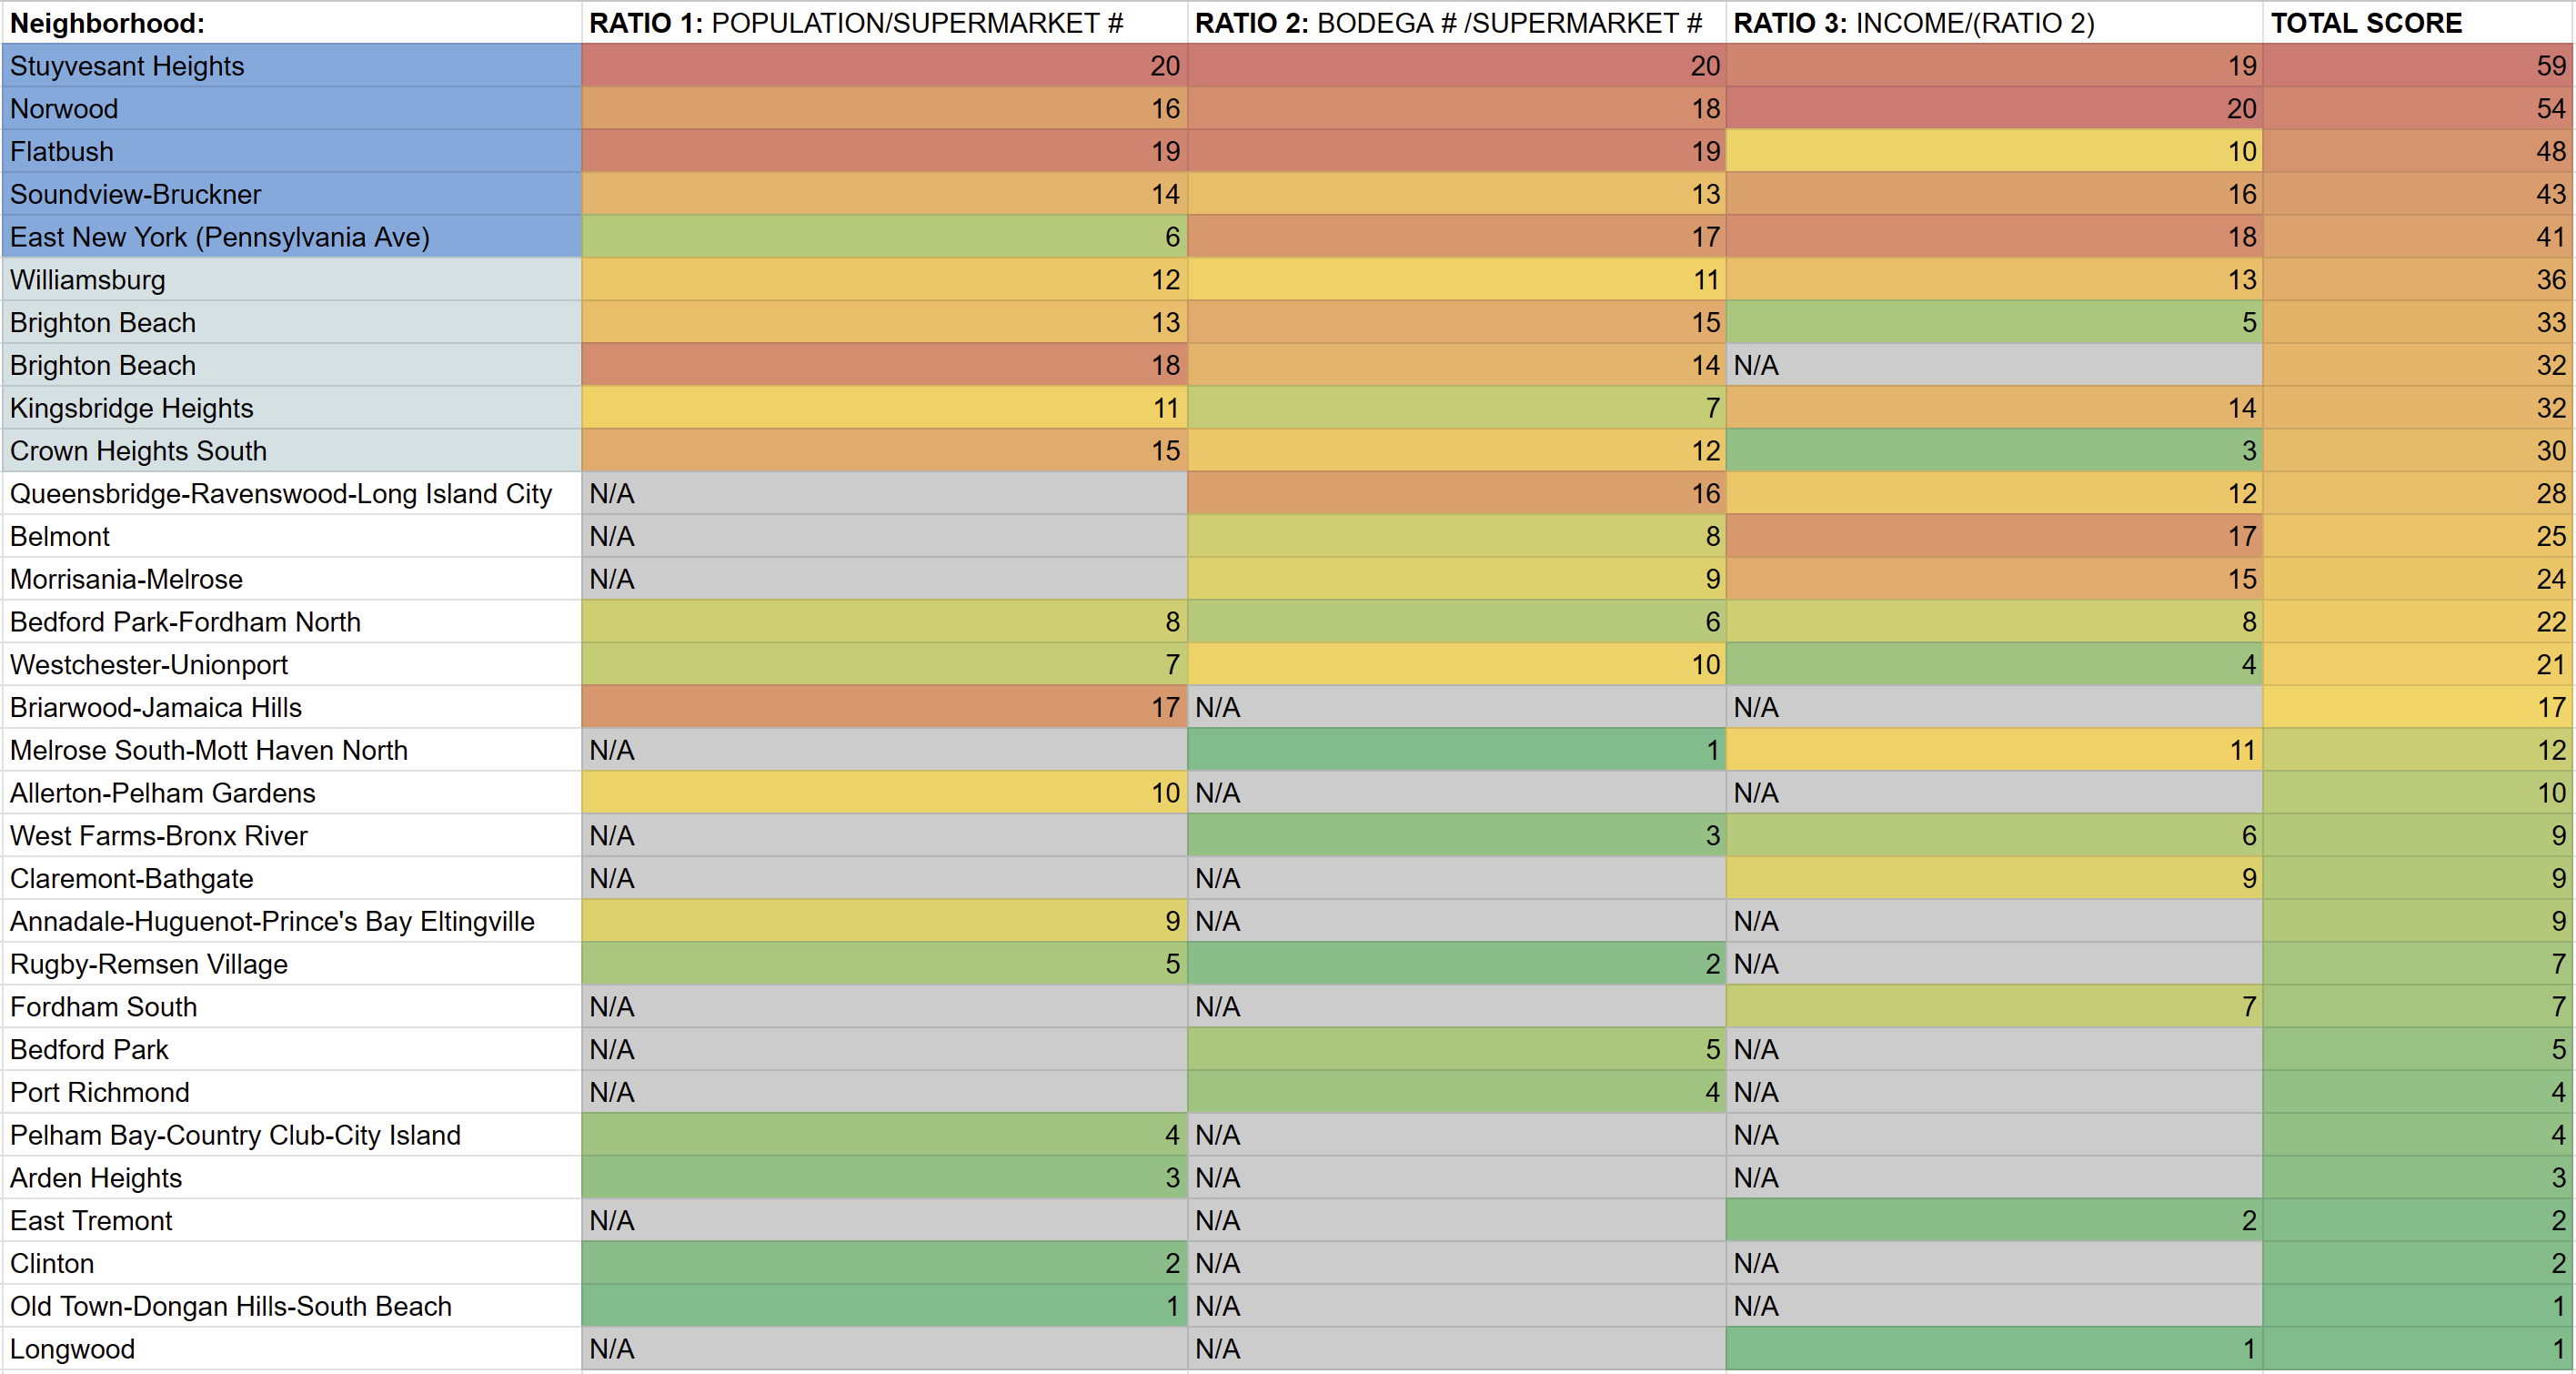 Neighborhood: RATIO 1: POPULATION/SUPERMARKET # RATIO 2: BODEGA # /SUPERMARKET # RATIO 3: INCOME/(RATIO 2) TOTAL SCORE
Stuyvesant Heights 20 20 19 59
Norwood 16 18 20 54
Flatbush 19 19 10 48
Soundview-Bruckner 14 13 16 43
East New York (Pennsylvania Ave) 6 17 18 41
Williamsburg 12 11 13 36
Brighton Beach 13 15 5 33
Brighton Beach 18 14 N/A 32
Kingsbridge Heights 11 7 14 32
Crown Heights South 15 12 3 30
Queensbridge-Ravenswood-Long Island City N/A 16 12 28
Belmont N/A 8 17 25
Morrisania-Melrose N/A 9 15 24
Bedford Park-Fordham North 8 6 8 22
Westchester-Unionport 7 10 4 21
Briarwood-Jamaica Hills 17 N/A N/A 17
Melrose South-Mott Haven North N/A 1 11 12
Allerton-Pelham Gardens 10 N/A N/A 10
West Farms-Bronx River N/A 3 6 9
Claremont-Bathgate N/A N/A 9 9
Annadale-Huguenot-Prince's Bay Eltingville 9 N/A N/A 9
Rugby-Remsen Village 5 2 N/A 7
Fordham South N/A N/A 7 7
Bedford Park N/A 5 N/A 5
Port Richmond N/A 4 N/A 4
Pelham Bay-Country Club-City Island 4 N/A N/A 4
Arden Heights 3 N/A N/A 3
East Tremont N/A N/A 2 2
Clinton 2 N/A N/A 2
Old Town-Dongan Hills-South Beach 1 N/A N/A 1
Longwood N/A N/A 1 1